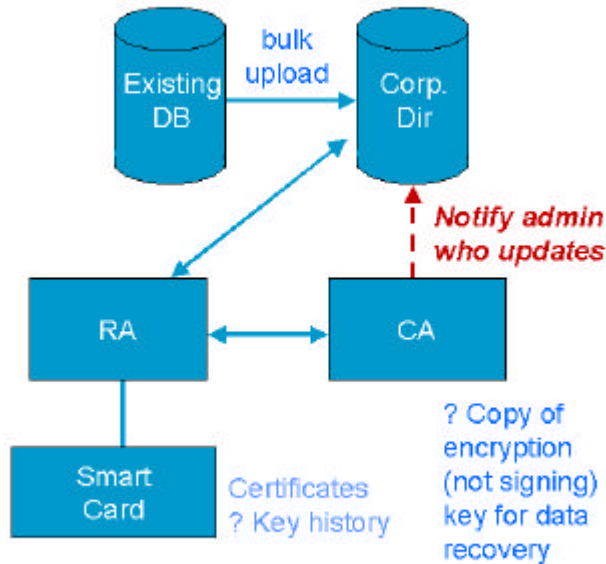 bulk
upload
Existing
DB
Corp.
Dir
Notify admin
who updates
RA
CA
Smart
Card
Certificates
? Key history
? Copy of
encryption
(not signing)
key for data
recovery